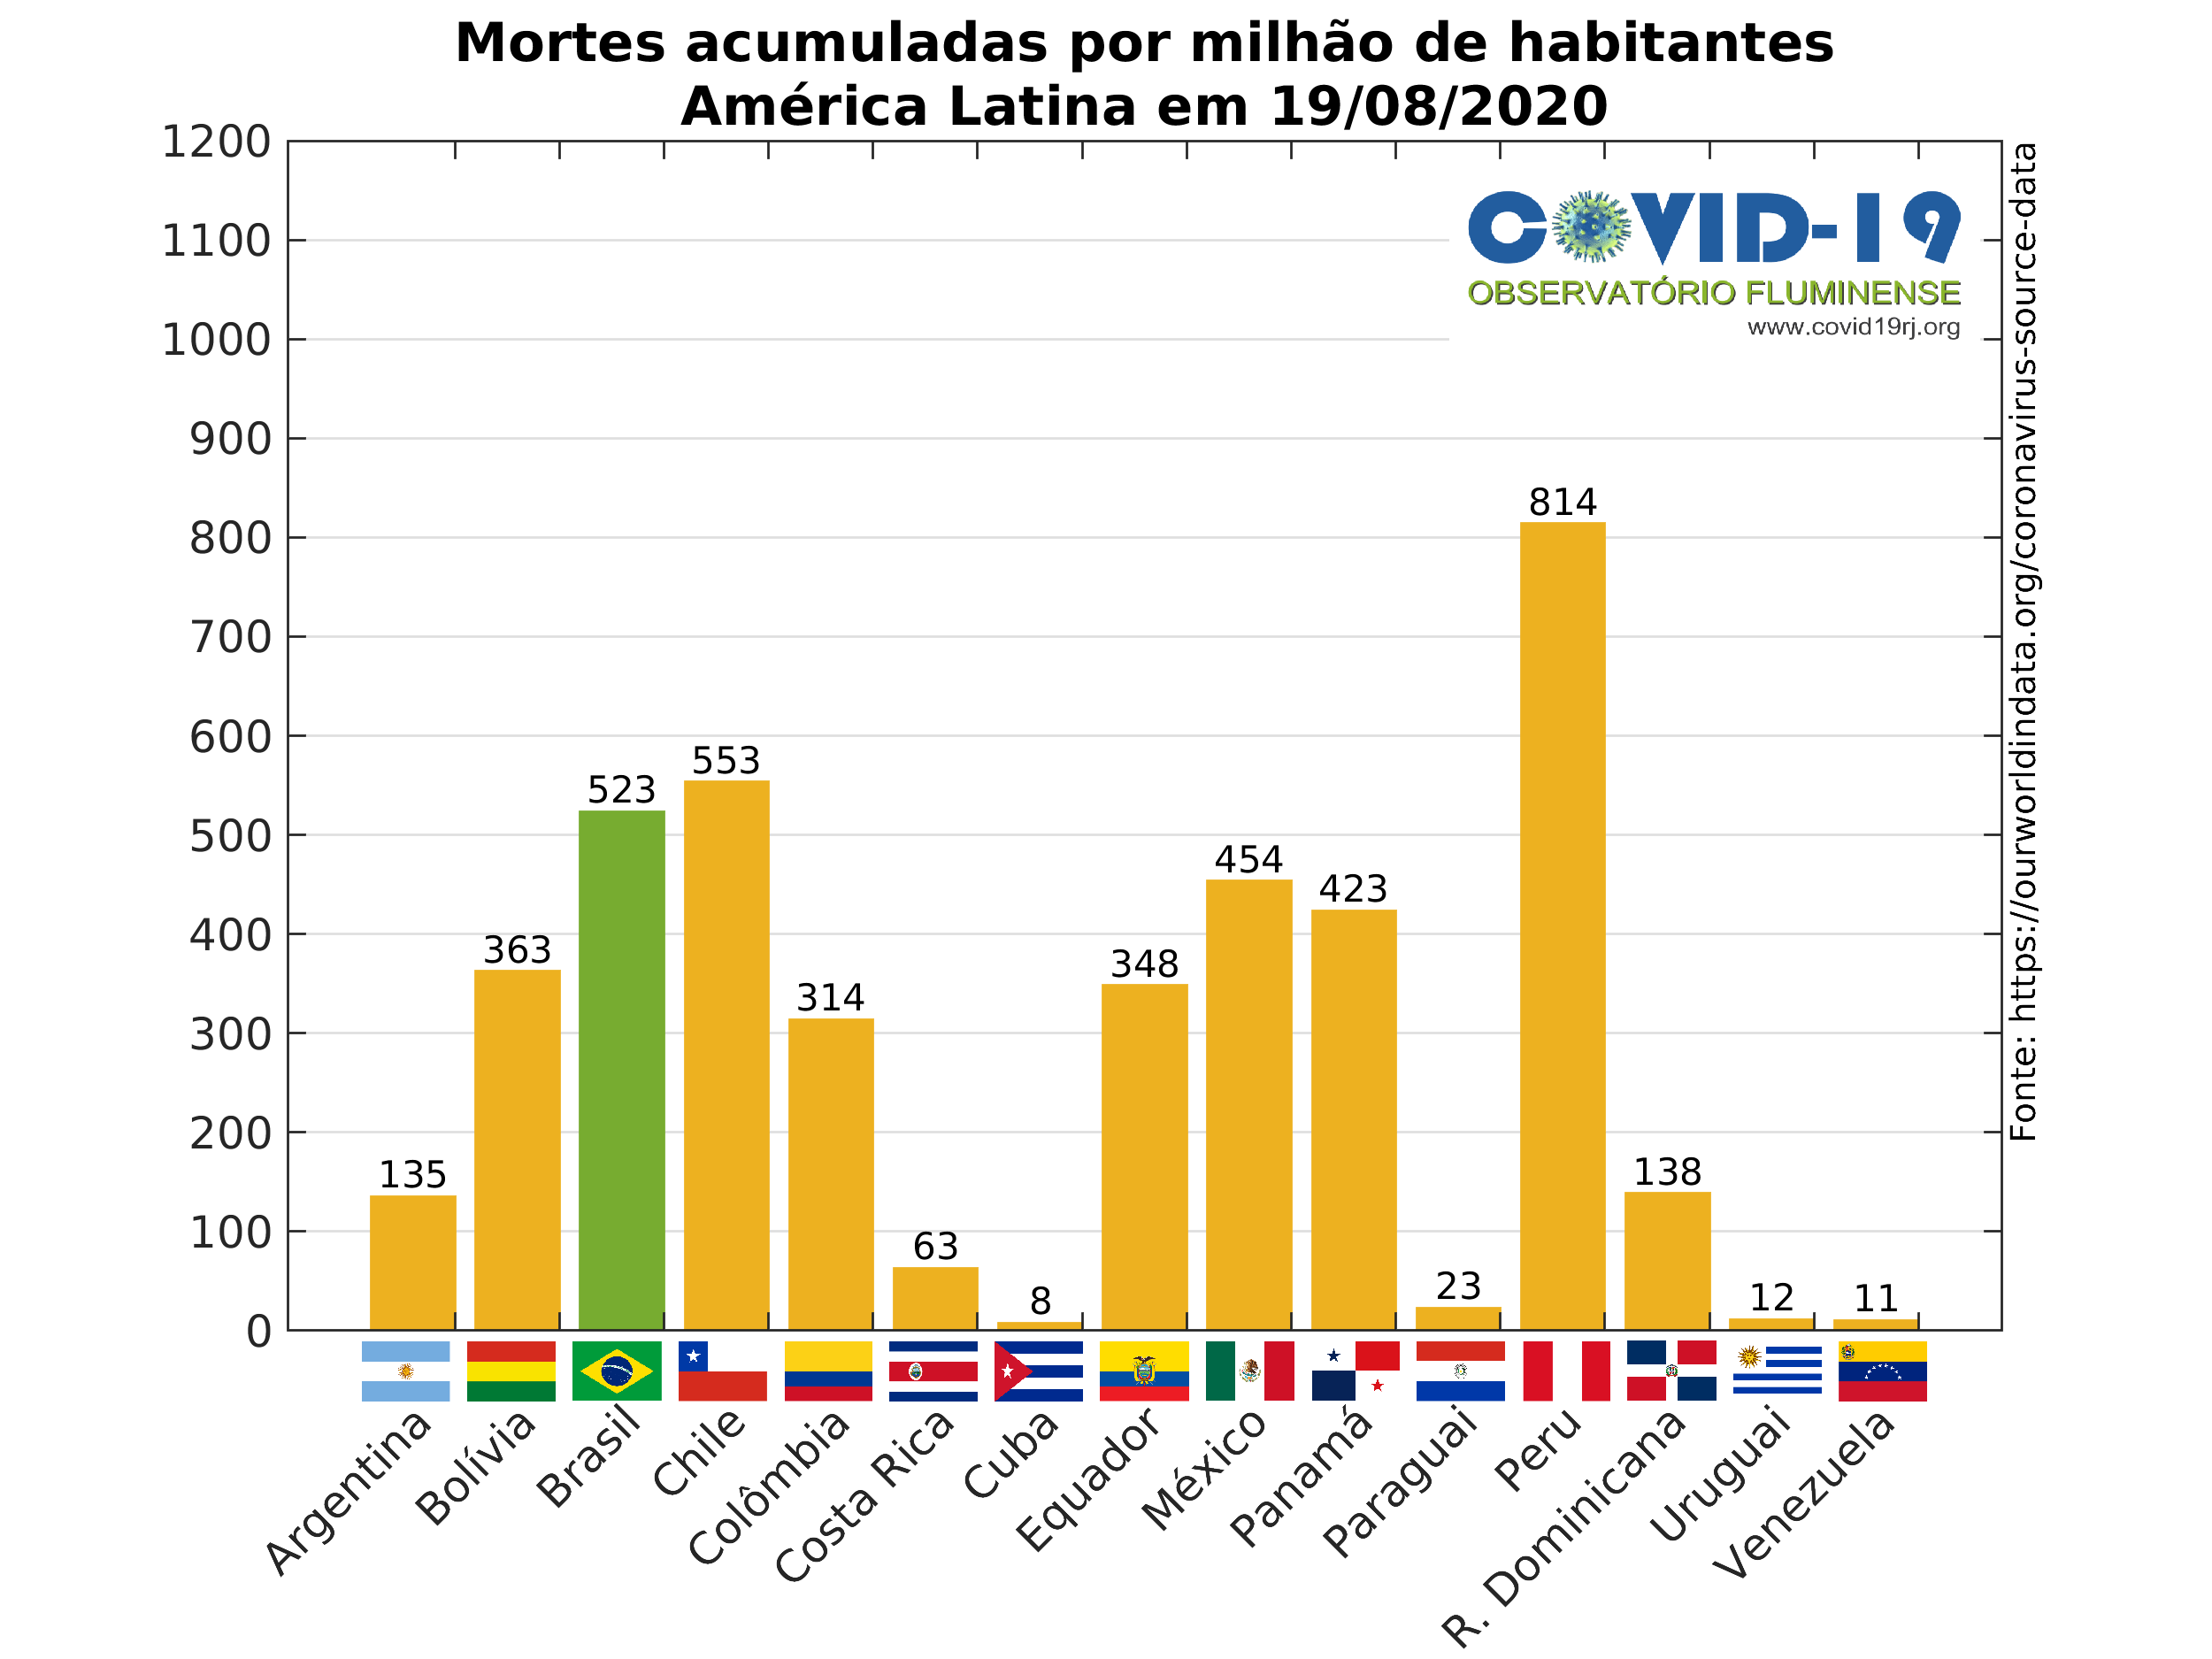 Mortes acumuladas por milhão de habitantes
América Latina em 19/08/2020
1200
1100
1000
900
800
700
600
500
400
300
200
100
0
COVID-19
OBSERVATÓRIO FLUMINENSE
www.covid19rj.org
Fonte: https://ourworldindata.org/coronavirus-source-data
135
363
523
553
314
63
8
348
454
423
23
814
138
12
11
Argentina
Bolívia
Brasil
Chile
Colômbia
Costa Rica
Cuba
Equador
México
Panamá
Paraguai
Peru
R. Dominicana
Uruguai
Venezuela